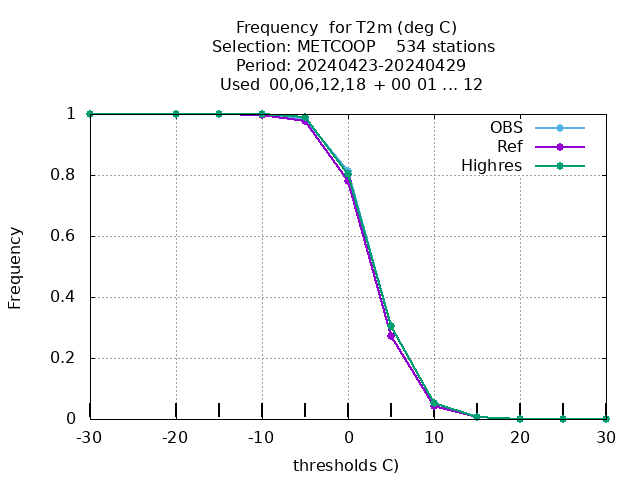 Frequency  for T2m (deg C)
Selection: METCOOP    534 stations
Period: 20240423-20240429
Used  00,06,12,18  + 00 01 ... 12
OBS
Ref
Highres
1
0.8
0.6
0.4
0.2
0
Frequency
-30 -20 -10 0 10 20 30
thresholds C)